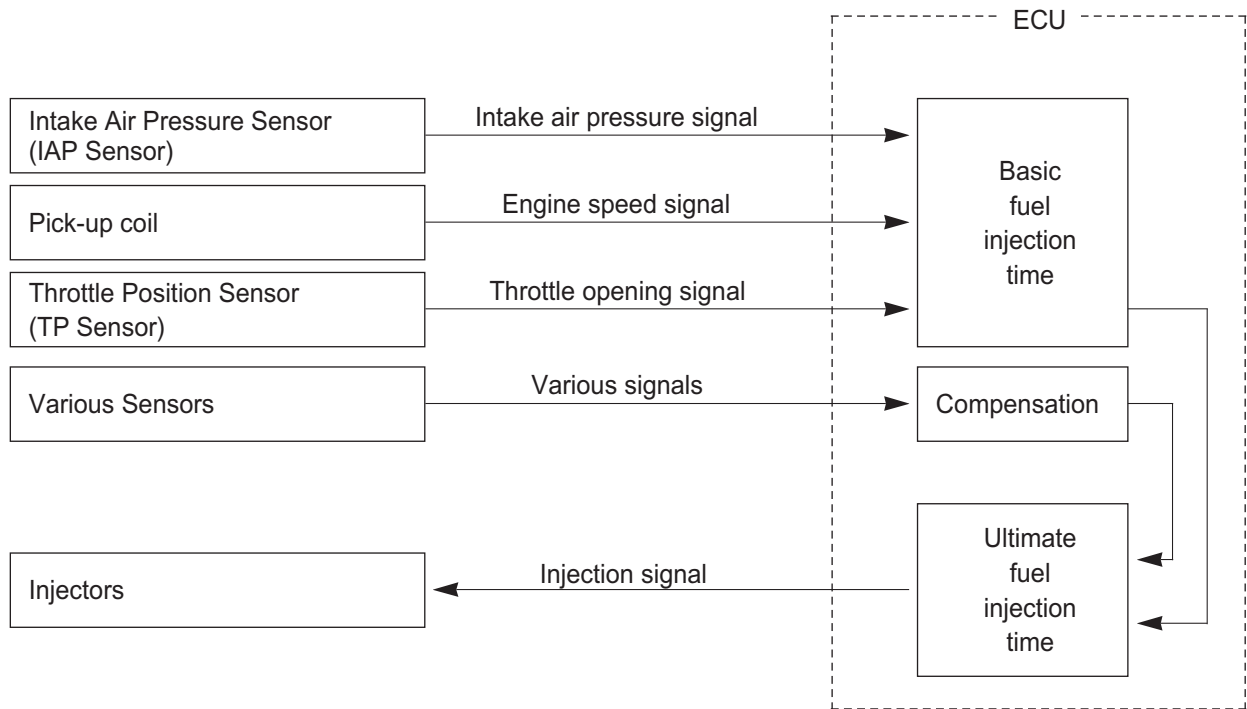 ECU
Intake Air Pressure Sensor
(IAP Sensor)
Intake air pressure signal
Basic
fuel
injection
time
Pick-up coil
Engine speed signal
Throttle Position Sensor
(TP Sensor)
Throttle opening signal
Various Sensors
Various signals
Compensation
Injectors
Injection signal
Ultimate
fuel
injection
time